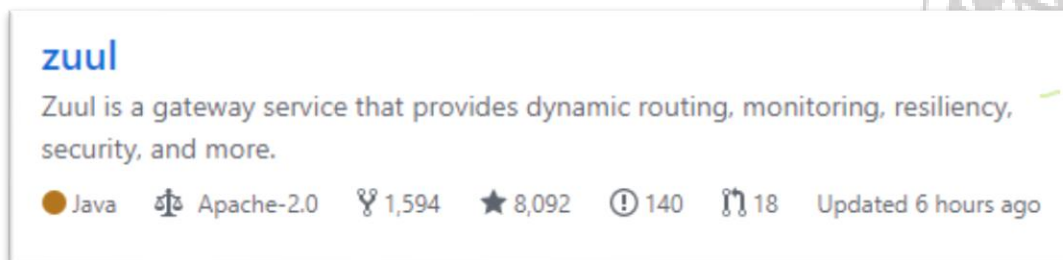 zuul
Zuul is a gateway service that provides dynamic routing, monitoring, resiliency,
security, and more.
Java Apache-2.0 1,594 8,092 140 18 Updated 6 hours ago